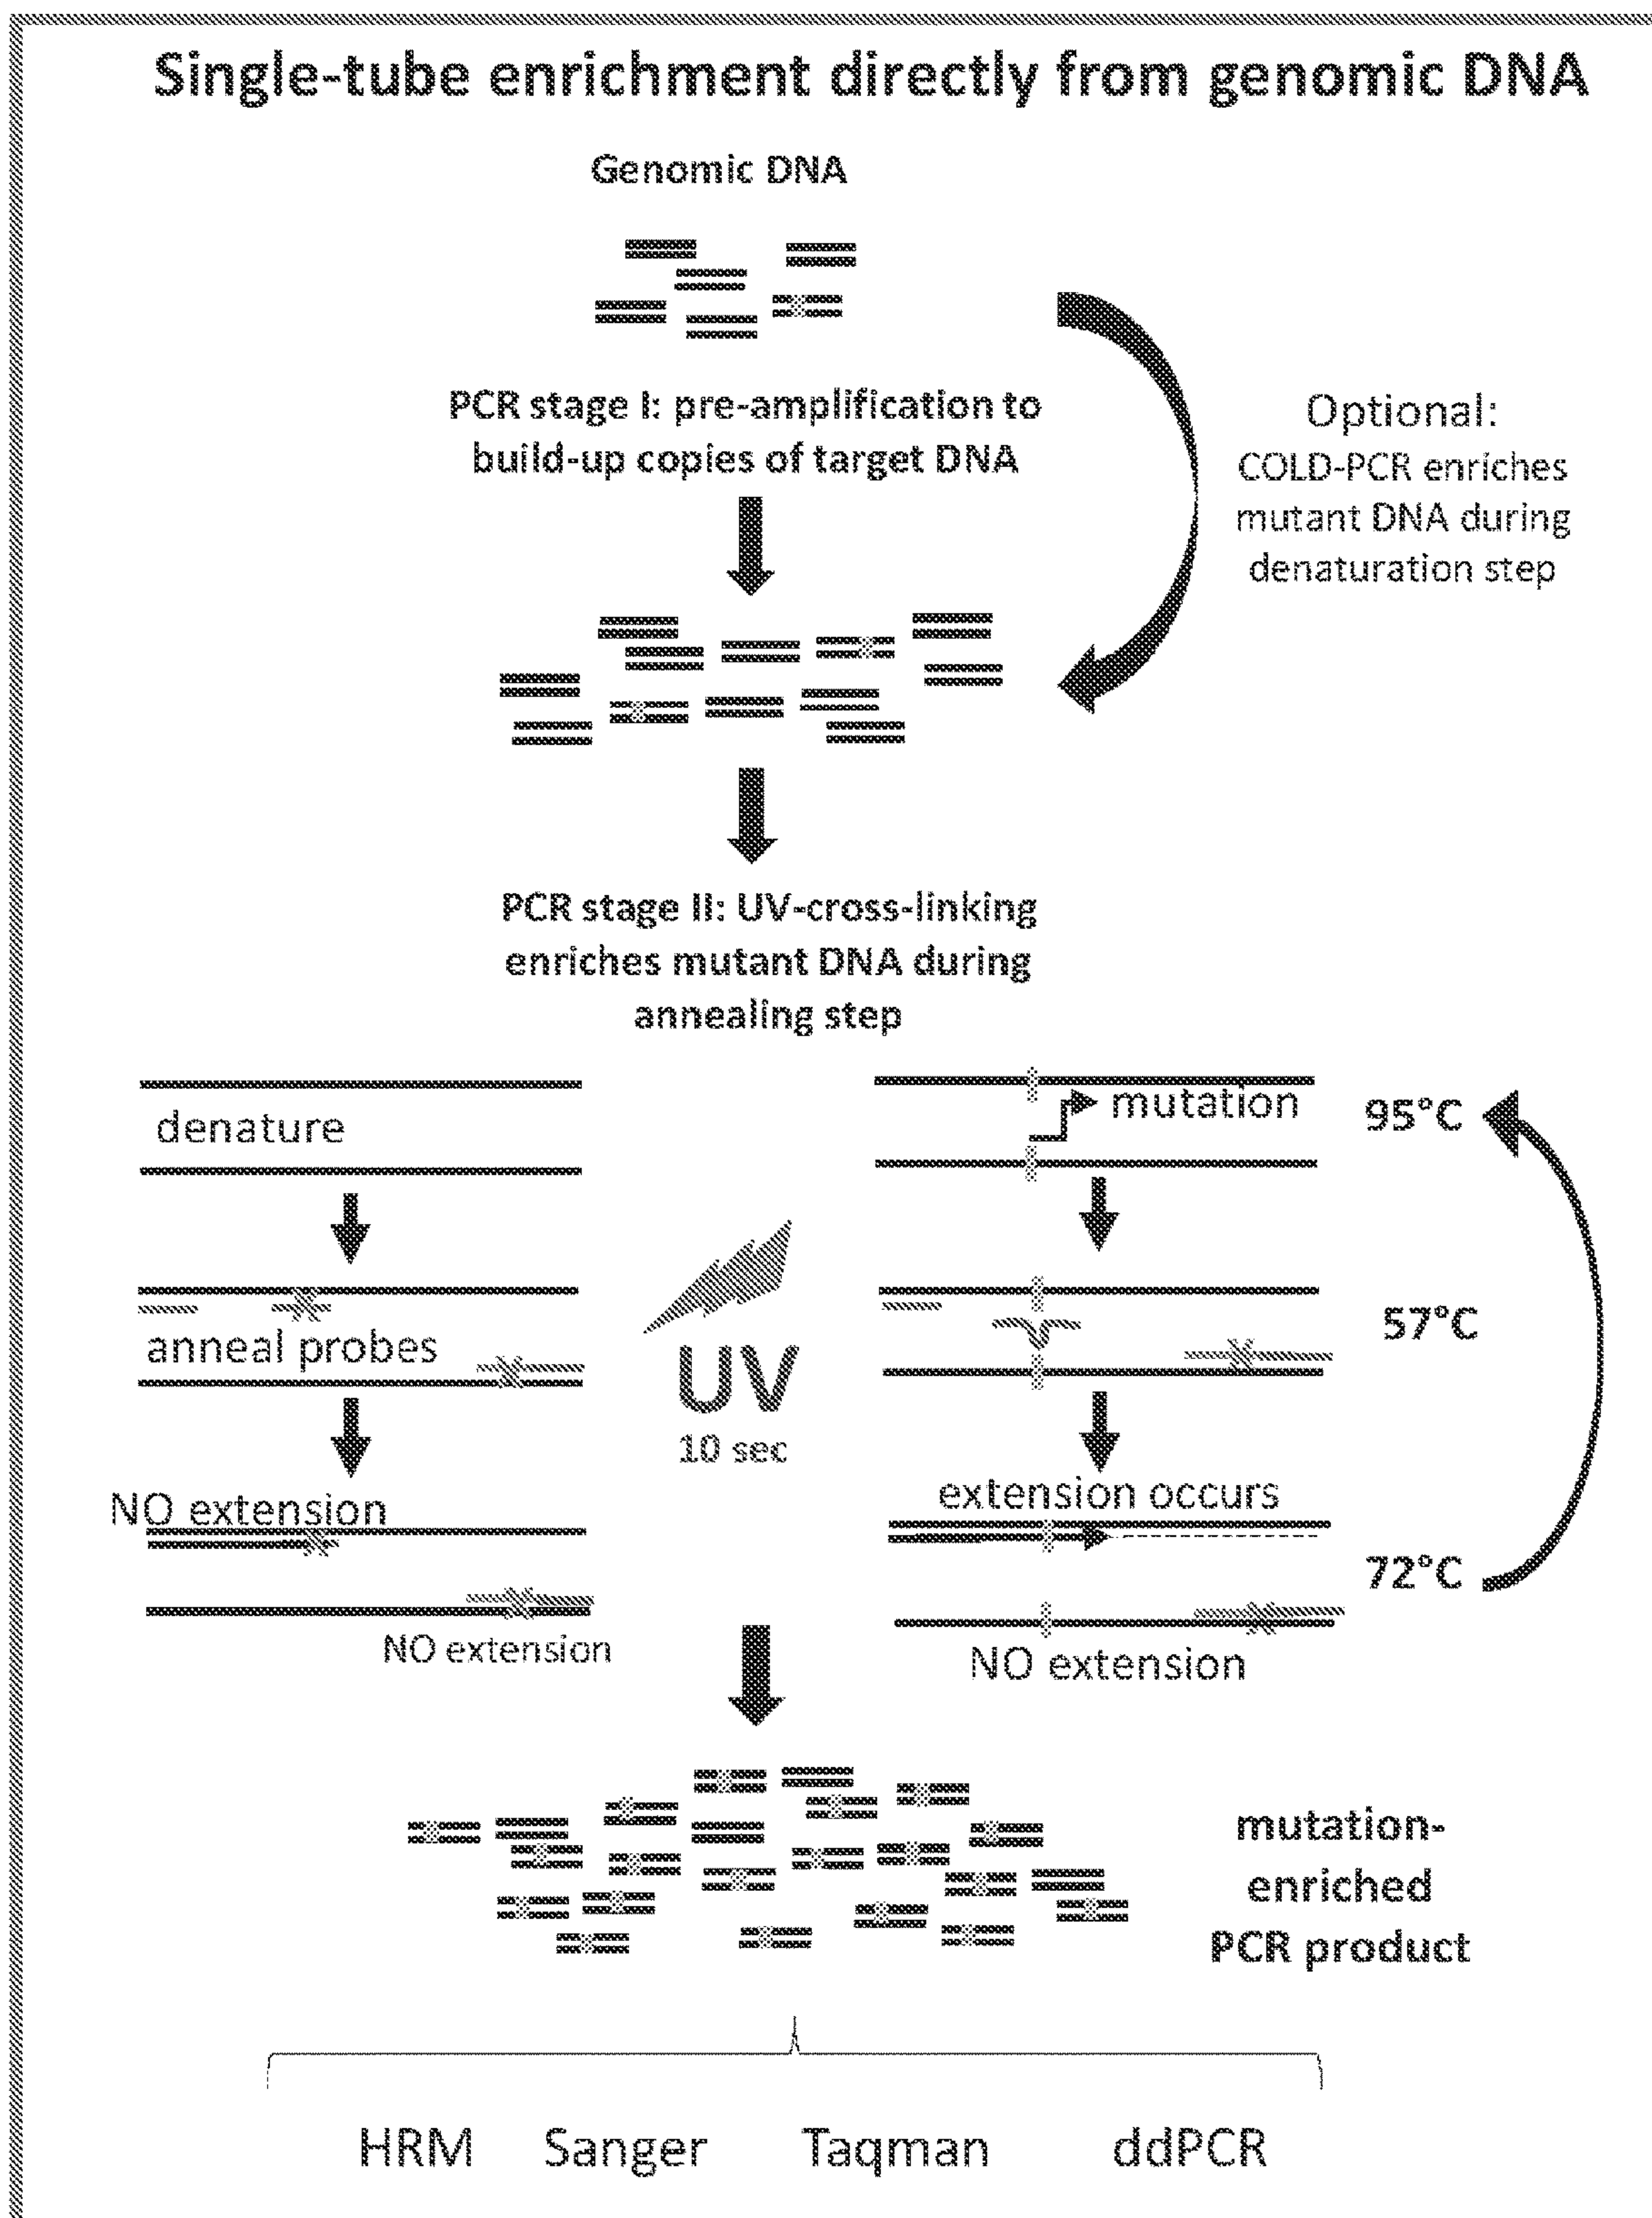 Single-tube enrichment directly from genomic DNA
Genomic DNA
PCR stage I: pre-amplification to
build-up copies of target DNA
Optional:
COLD-PCR enriches
mutant DNA during
denaturation step
PCR stage II: UV-cross-linking
enriches mutant DNA during
annealing step
denature
mutation
95°C
anneal probes
UV
10 sec
57°C
NO extension
extension occurs
72°C
NO extension
NO extension
mutation-
enriched
PCR product
HRM Sanger Taqman ddPCR